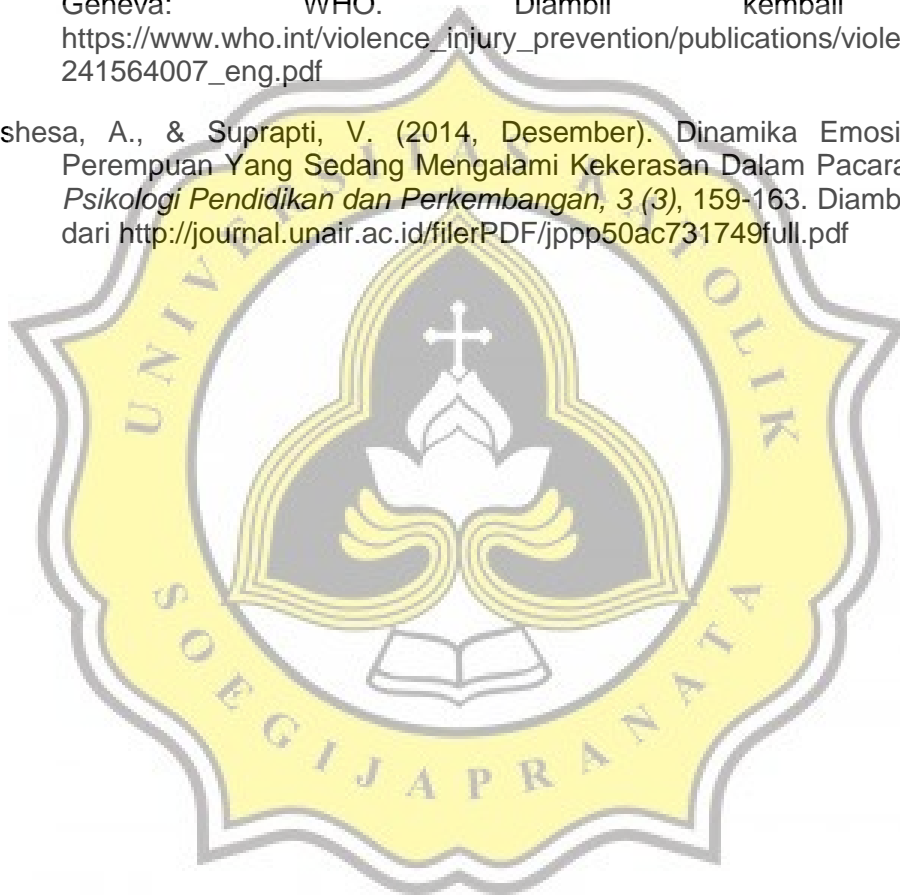 Geneva: WHO. Diambil kembali
https://www.who.int/violence_injury_prevention/publications/viole
241564007_eng.pdf
shesa, A., & Suprapti, V. (2014, Desember). Dinamika Emosi
Perempuan Yang Sedang Mengalami Kekerasan Dalam Pacara
Psikologi Pendidikan dan Perkembangan, 3 (3), 159-163. Diamb
dari http://journal.unair.ac.id/filerPDF/jppp50ac731749full.pdf
UNIVERSITAS KATOLIK
SOEGIJAPRANATA